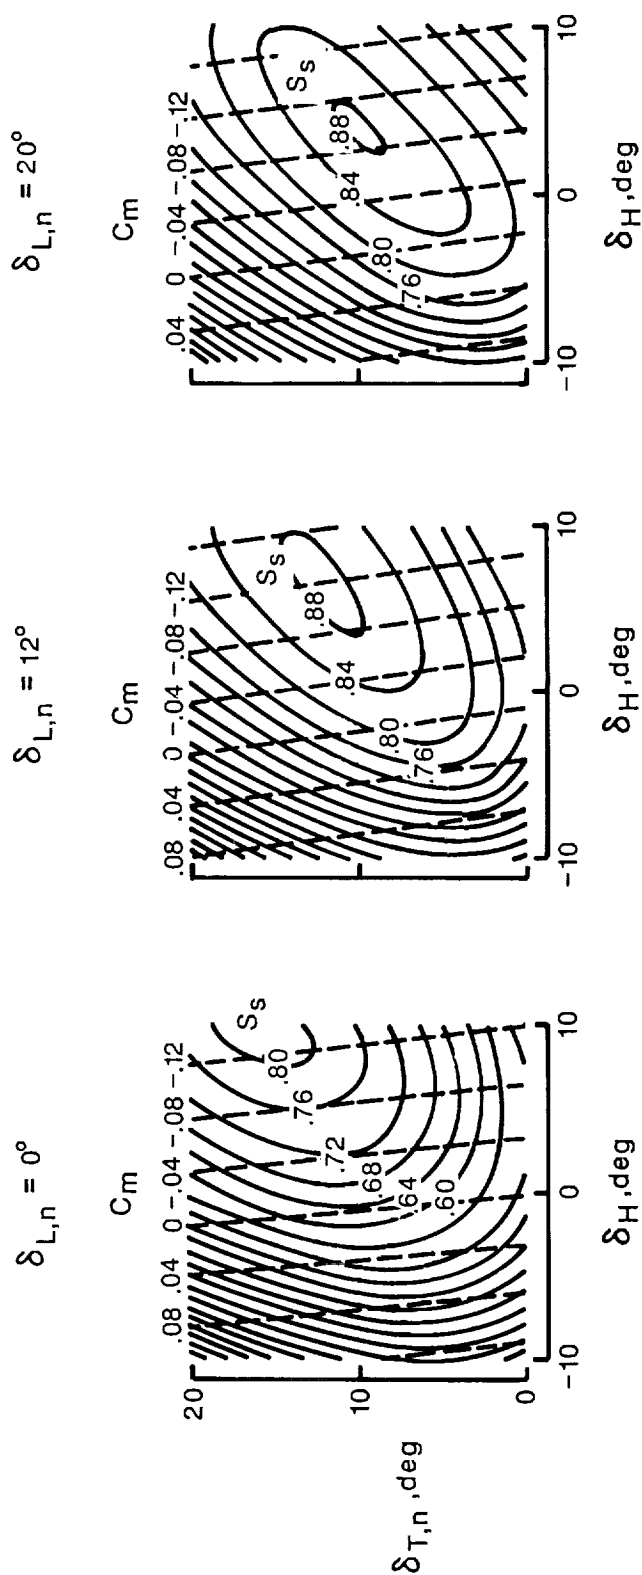 δL,n = 0°
Cm
.08 .04 0 -.04 -.08 -.12
Ss
.80
.76
.72
.68
.64
.60
20
10
0
δT,n ,deg
-10 0 10
δH,deg
δL,n = 12°
Cm
.08 .04 0 -.04 -.08 -.12
Ss
.88
.84
.80
.76
-10 0 10
δH,deg
δL,n = 20°
Cm
.04 0 -.04 -.08 -.12
Ss
.88
.84
.80
.76
-10 0 10
δH,deg